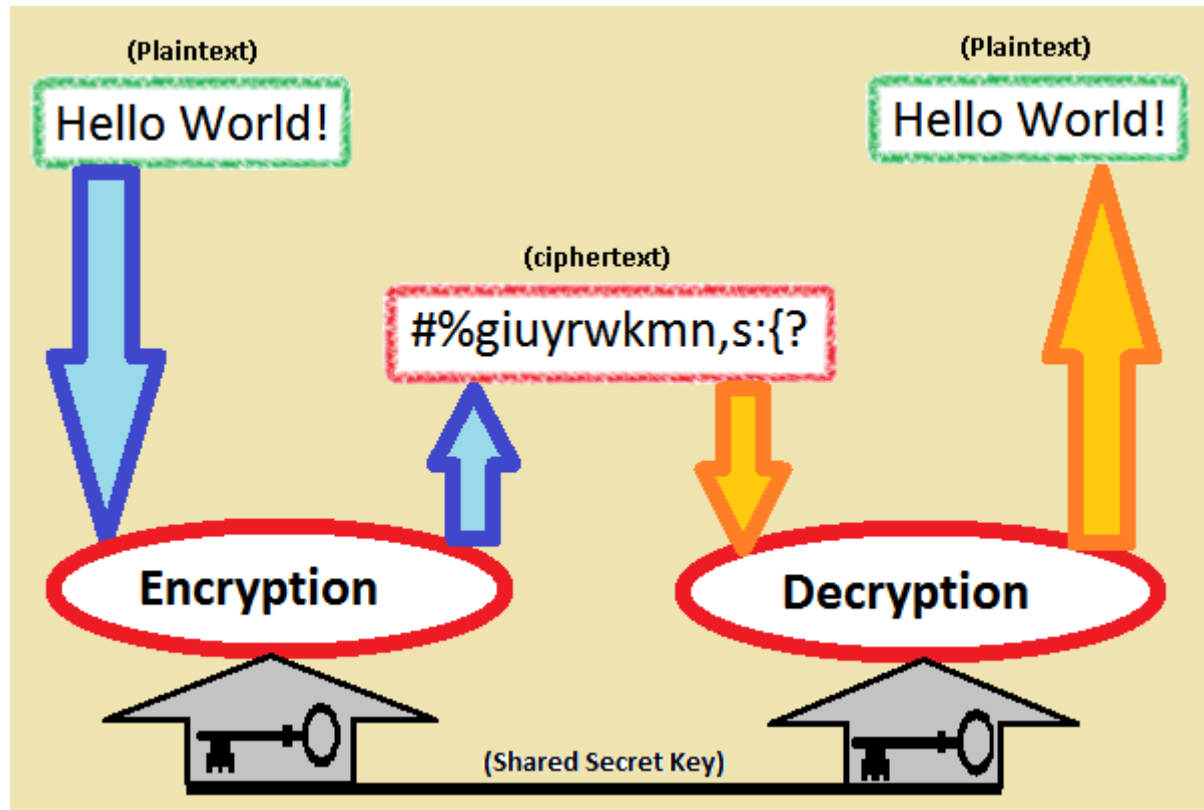 (Plaintext)
Hello World!
(Plaintext)
Hello World!
(ciphertext)
#%giuyrwkmn,s:{?
Encryption
Decryption
(Shared Secret Key)